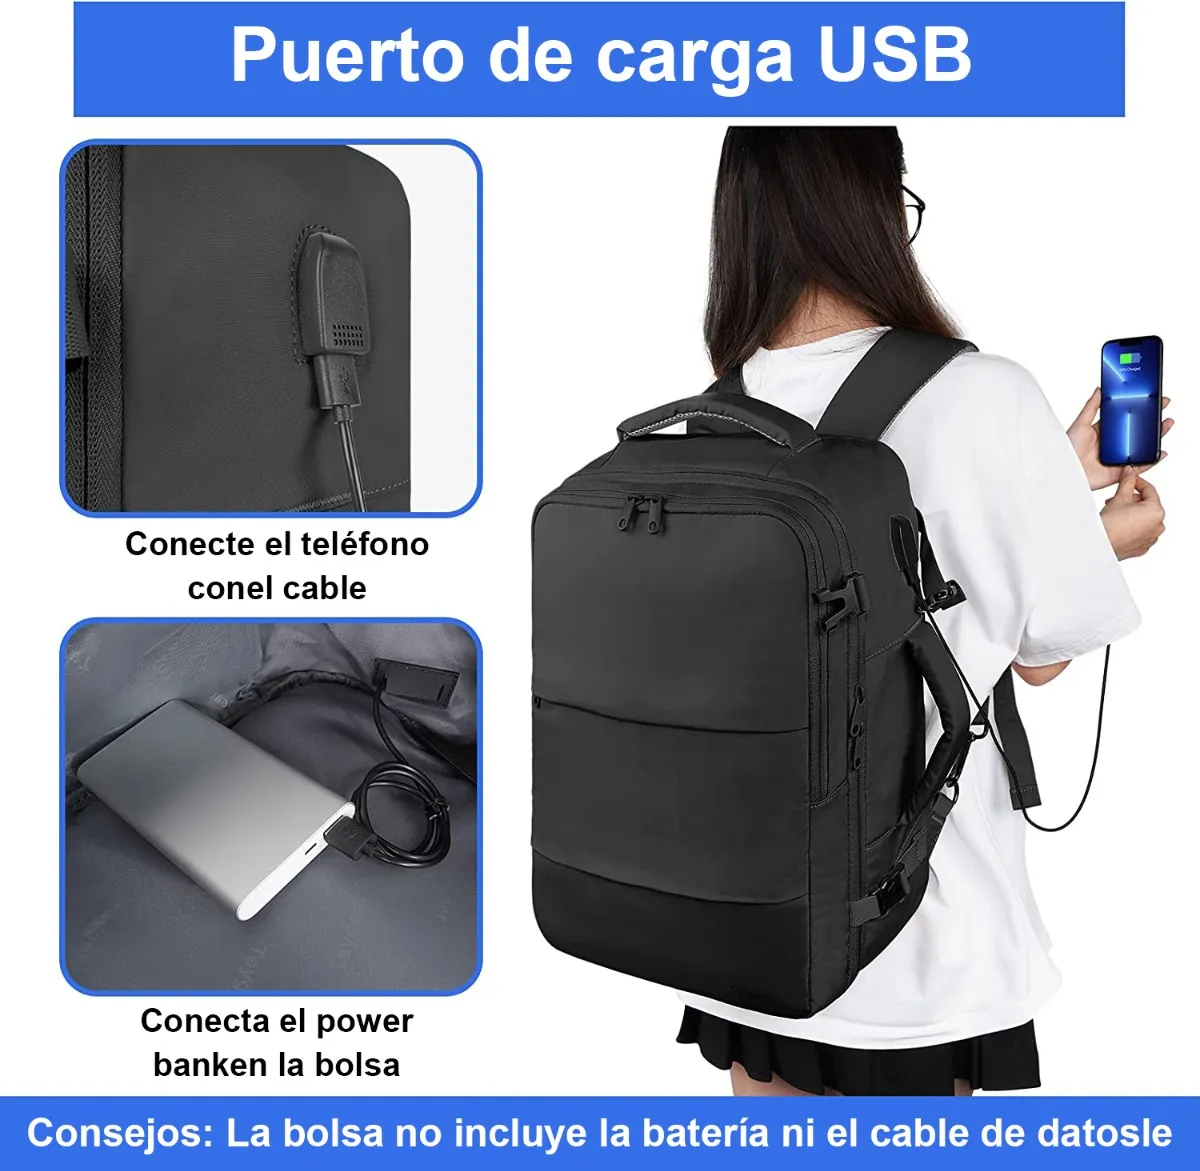 Puerto de carga USB
Conecte el teléfono
conel cable
Conecta el power
banken la bolsa
Consejos: La bolsa no incluye la batería ni el cable de datosle